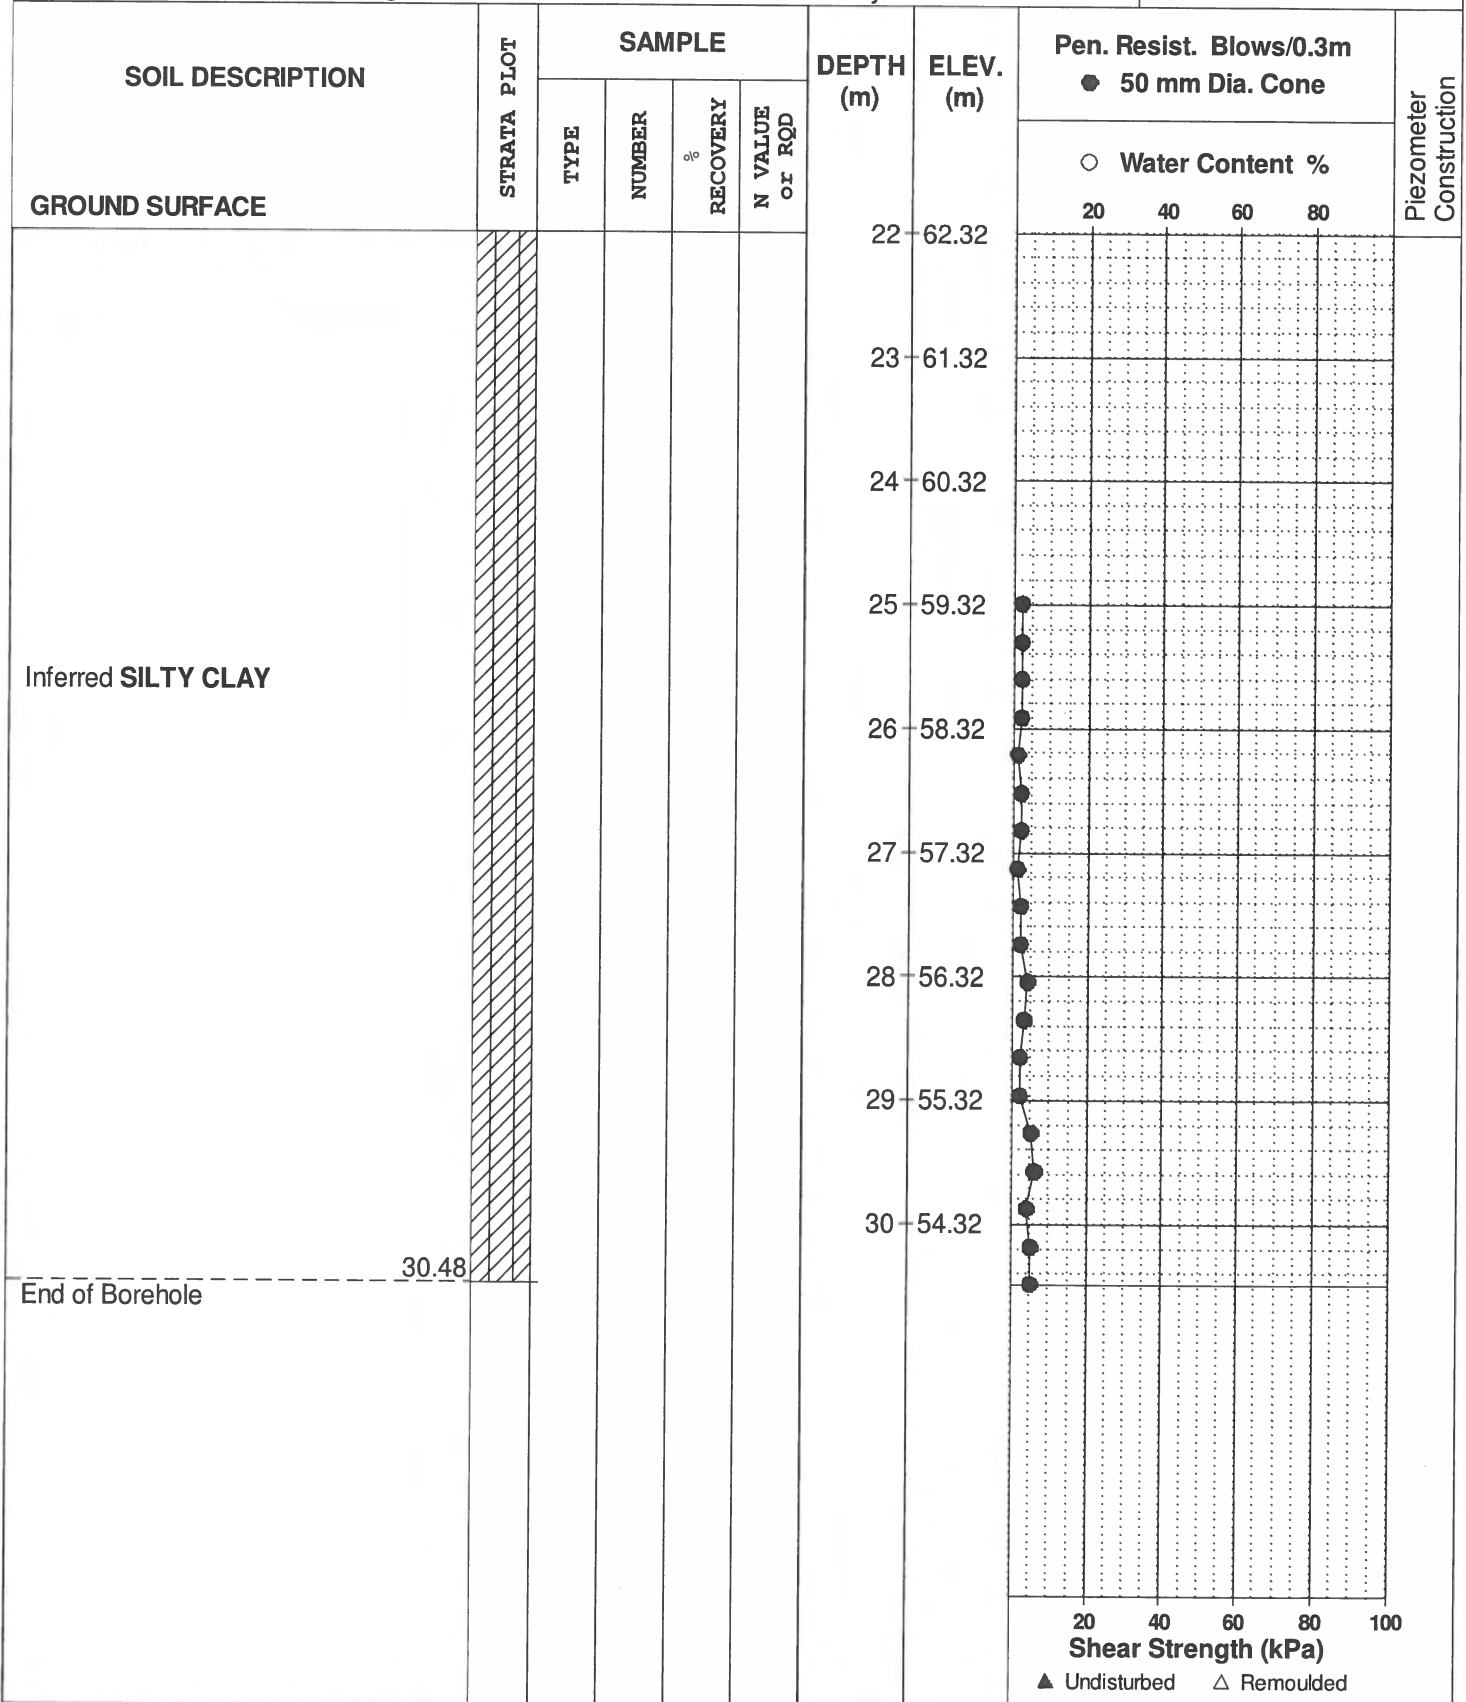 SOIL DESCRIPTION
GROUND SURFACE
STRATA PLOT
SAMPLE
TYPE
NUMBER
%
RECOVERY
N VALUE
or RQD
DEPTH
(m)
ELEV.
(m)
Pen. Resist. Blows/0.3m
● 50 mm Dia. Cone
○ Water Content %
20 40 60 80
Piezometer
Construction
22 62.32
23 61.32
24 60.32
25 59.32
Inferred SILTY CLAY
26 58.32
27 57.32
28 56.32
29 55.32
30 54.32
30.48
End of Borehole
20 40 60 80 100
Shear Strength (kPa)
▲ Undisturbed △ Remoulded